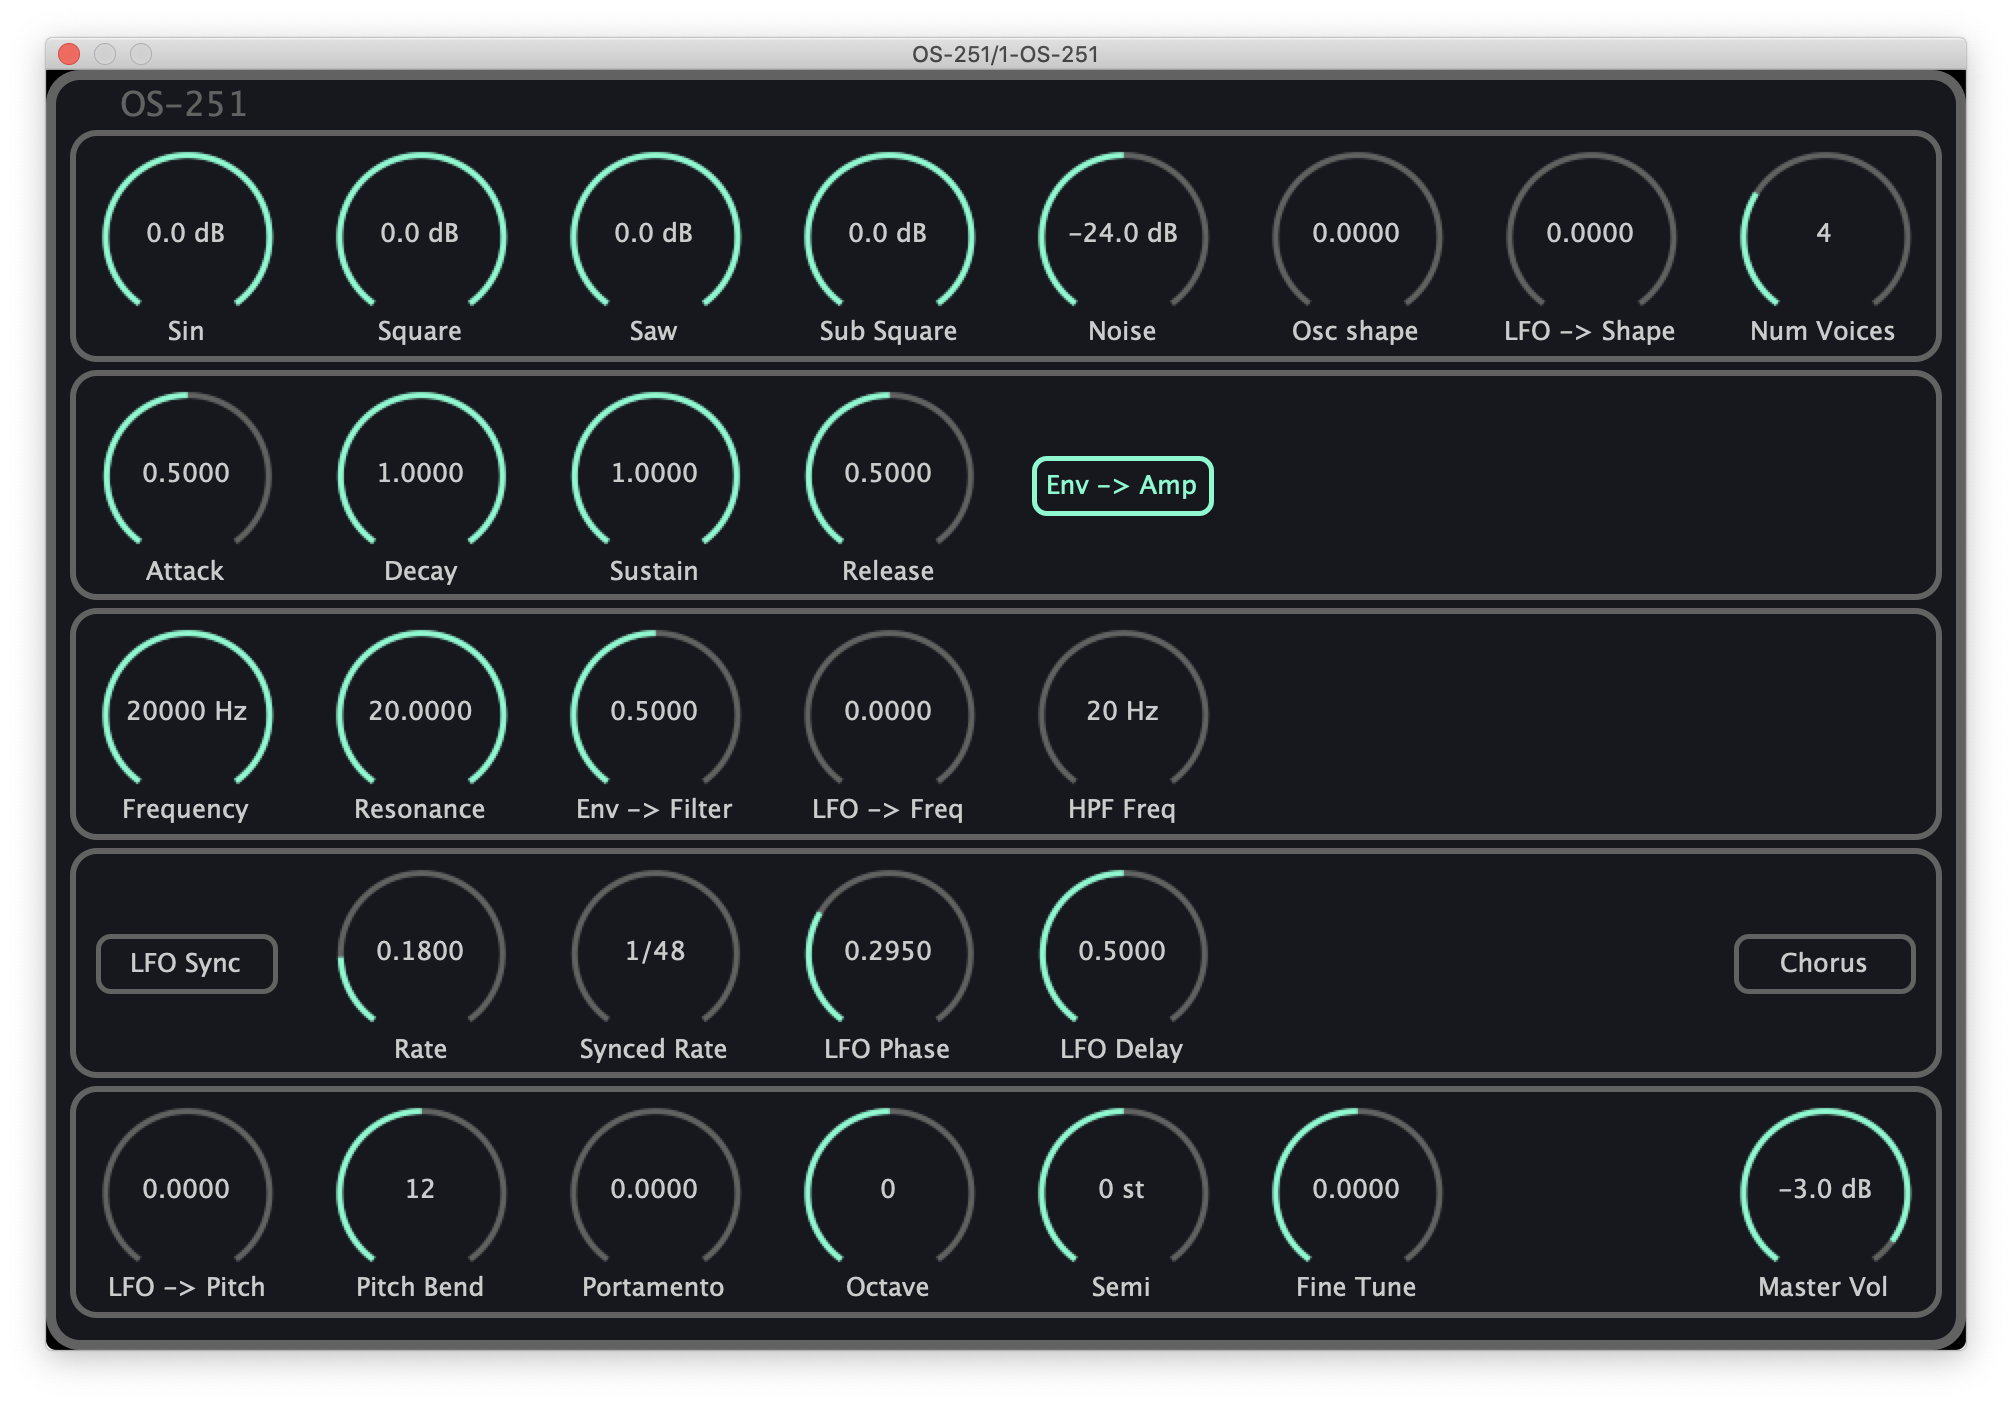 OS-251/1-OS-251
OS-251
0.0 dB 0.0 dB 0.0 dB 0.0 dB -24.0 dB 0.0000 0.0000 4
Sin Square Saw Sub Square Noise Osc shape LFO -> Shape Num Voices
0.5000 1.0000 1.0000 0.5000 Env -> Amp
Attack Decay Sustain Release
20000 Hz 20.0000 0.5000 0.0000 20 Hz
Frequency Resonance Env -> Filter LFO -> Freq HPF Freq
LFO Sync 0.1800 1/48 0.2950 0.5000 Chorus
Rate Synced Rate LFO Phase LFO Delay
0.0000 12 0.0000 0 0 st 0.0000 -3.0 dB
LFO -> Pitch Pitch Bend Portamento Octave Semi Fine Tune Master Vol